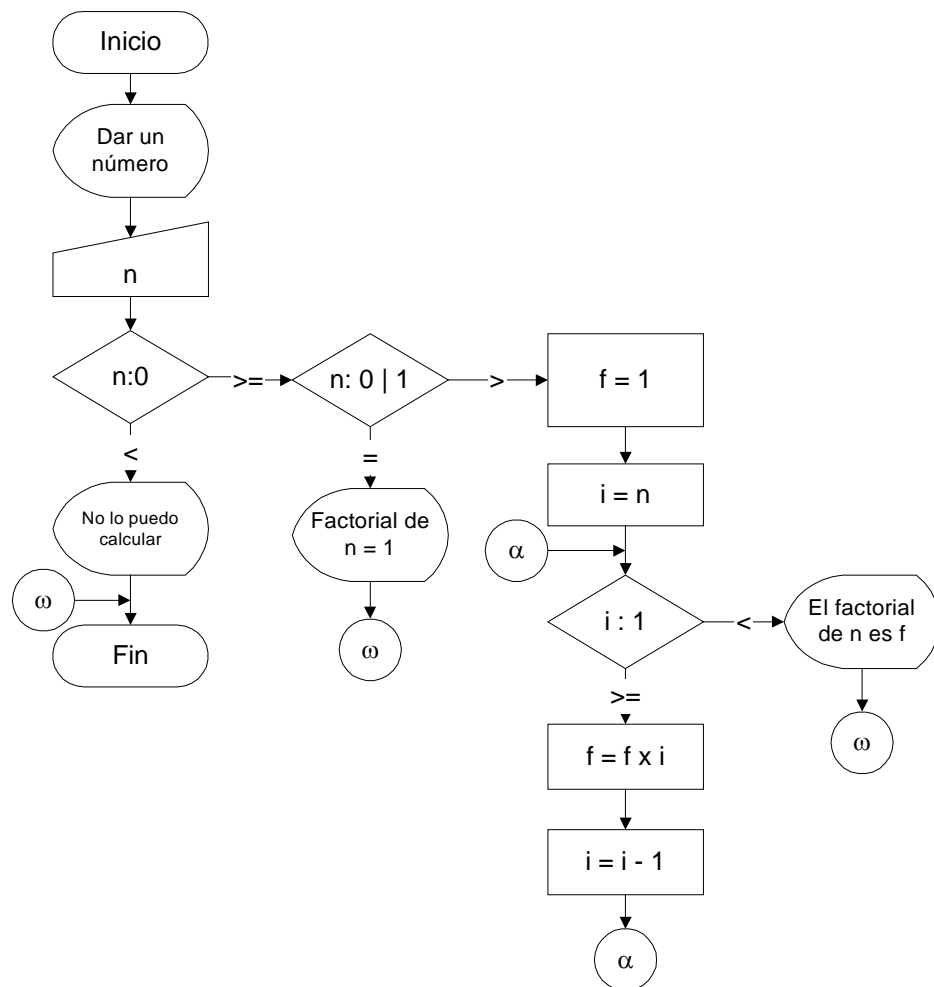 Inicio
Dar un
número
n
n:0
>=
n: 0 | 1
>
f = 1
<
=
i = n
No lo puedo
calcular
Factorial de
n = 1
α
ω
Fin
ω
i : 1
<
El factorial
de n es f
>=
ω
f = f x i
i = i - 1
α